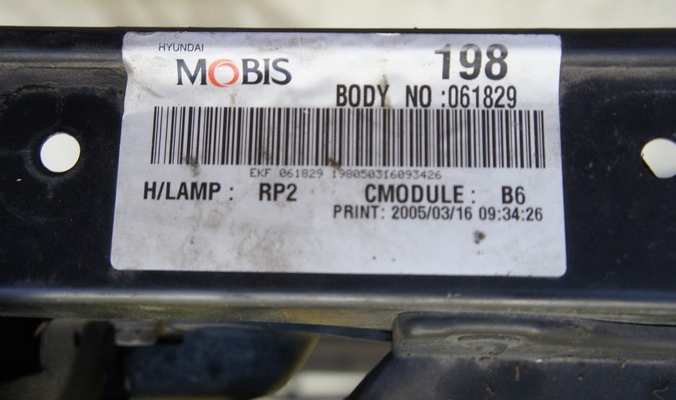 HYUNDAI
MOBIS
198
BODY NO :061829
EKF 061829 198050316093426
H/LAMP : RP2 CMODULE : B6
PRINT: 2005/03/16 09:34:26